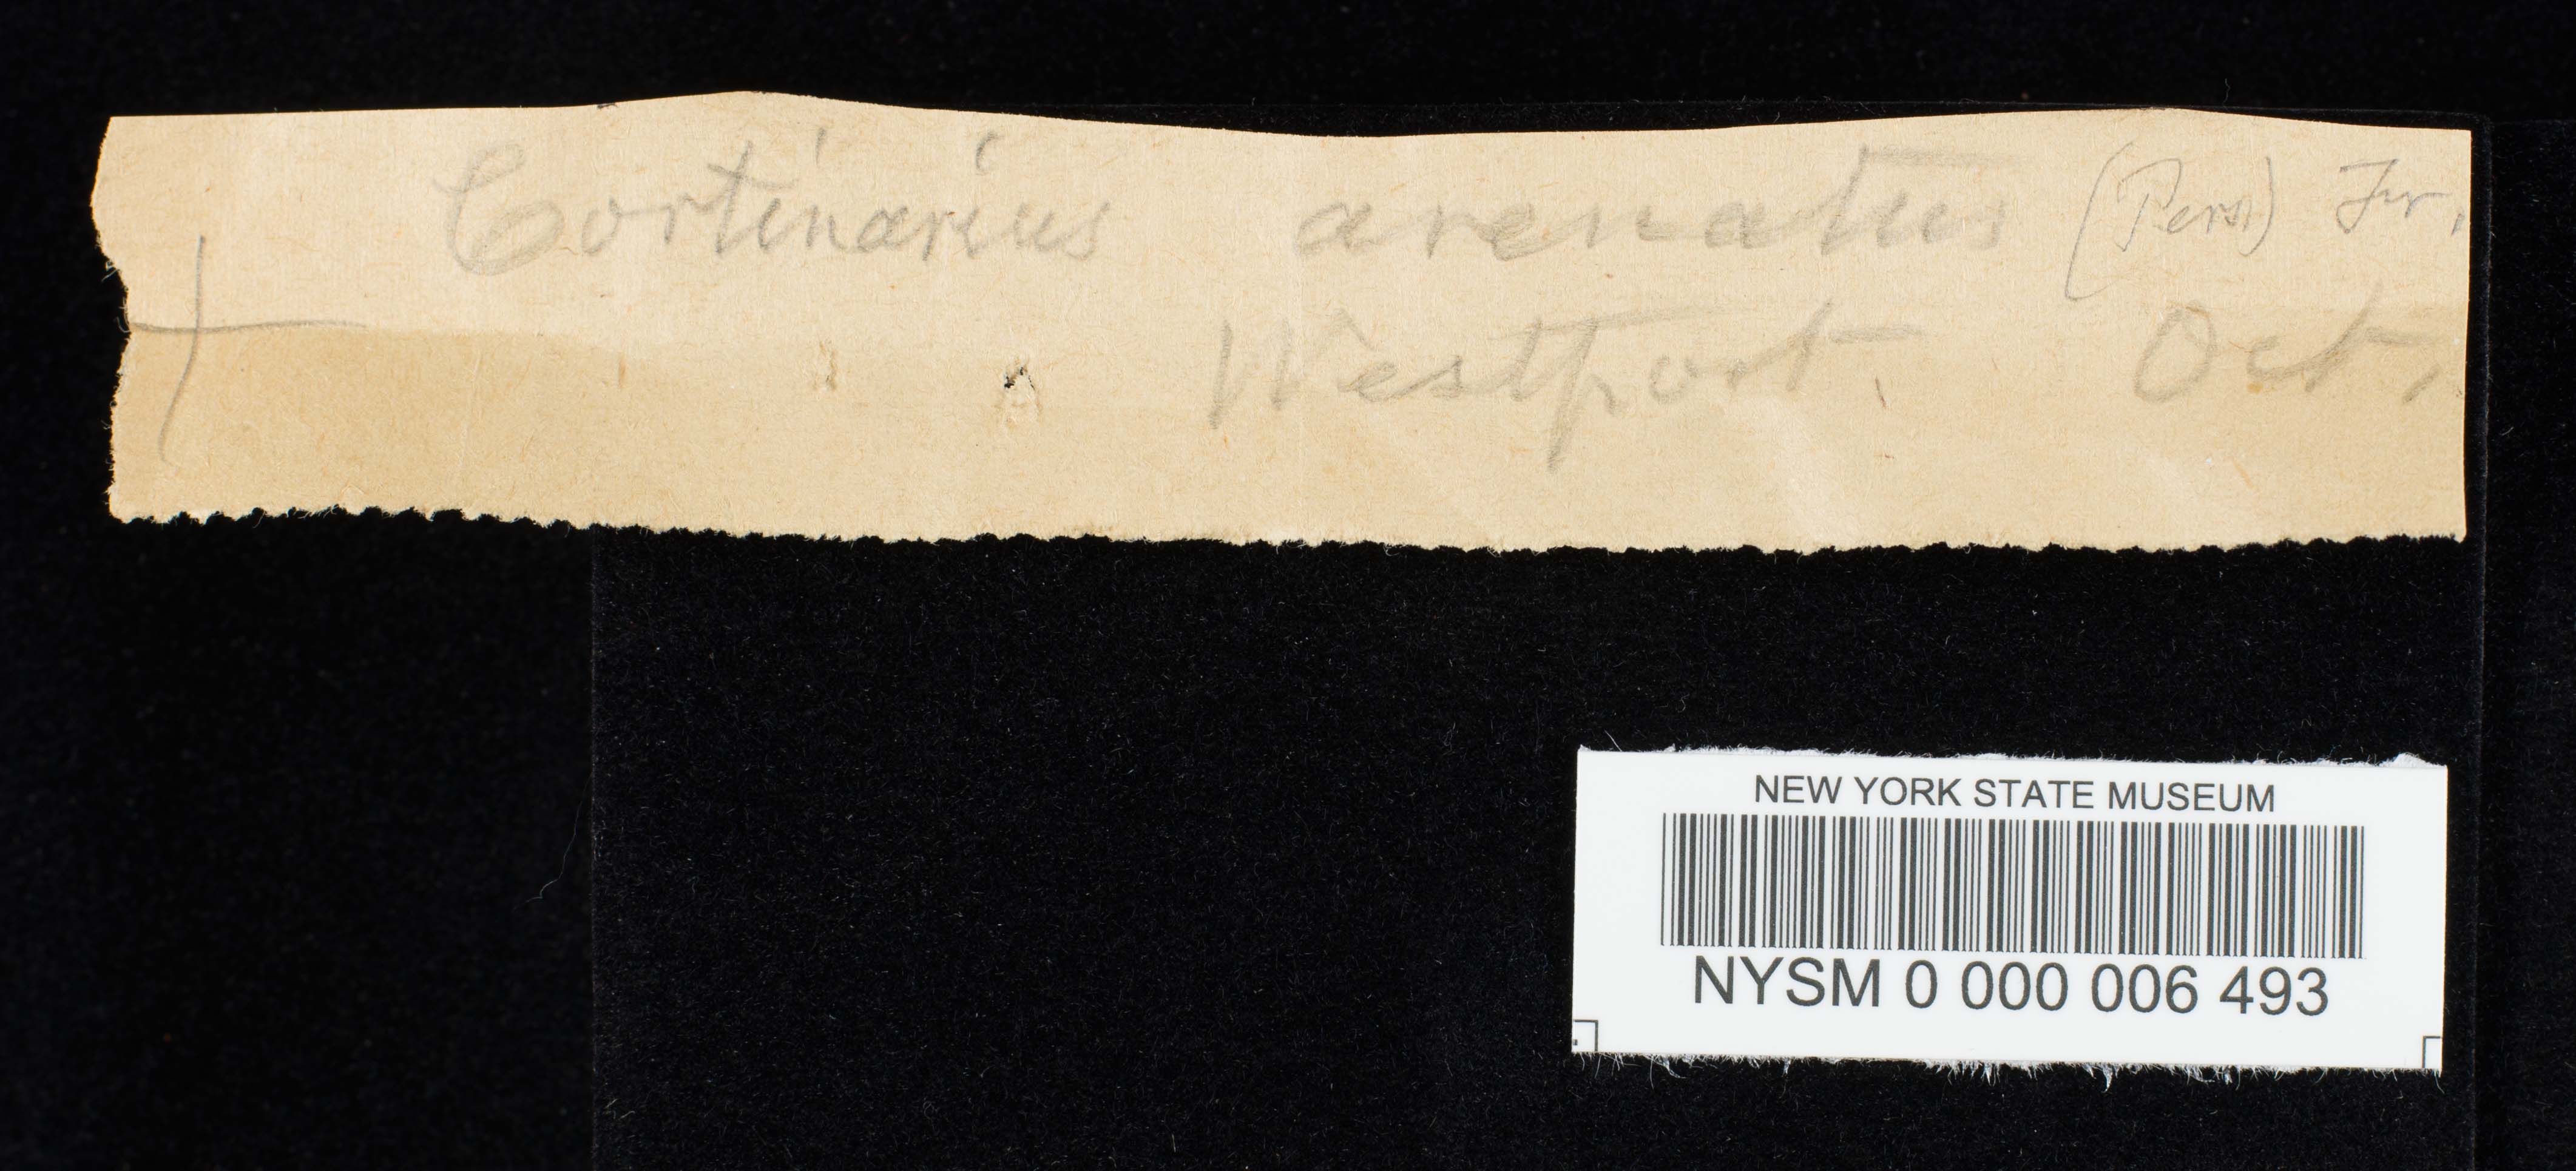 Cortinarius arenatus (Pers.) Fr.
Westport. Oct.
NEW YORK STATE MUSEUM
NYSM 0 000 006 493